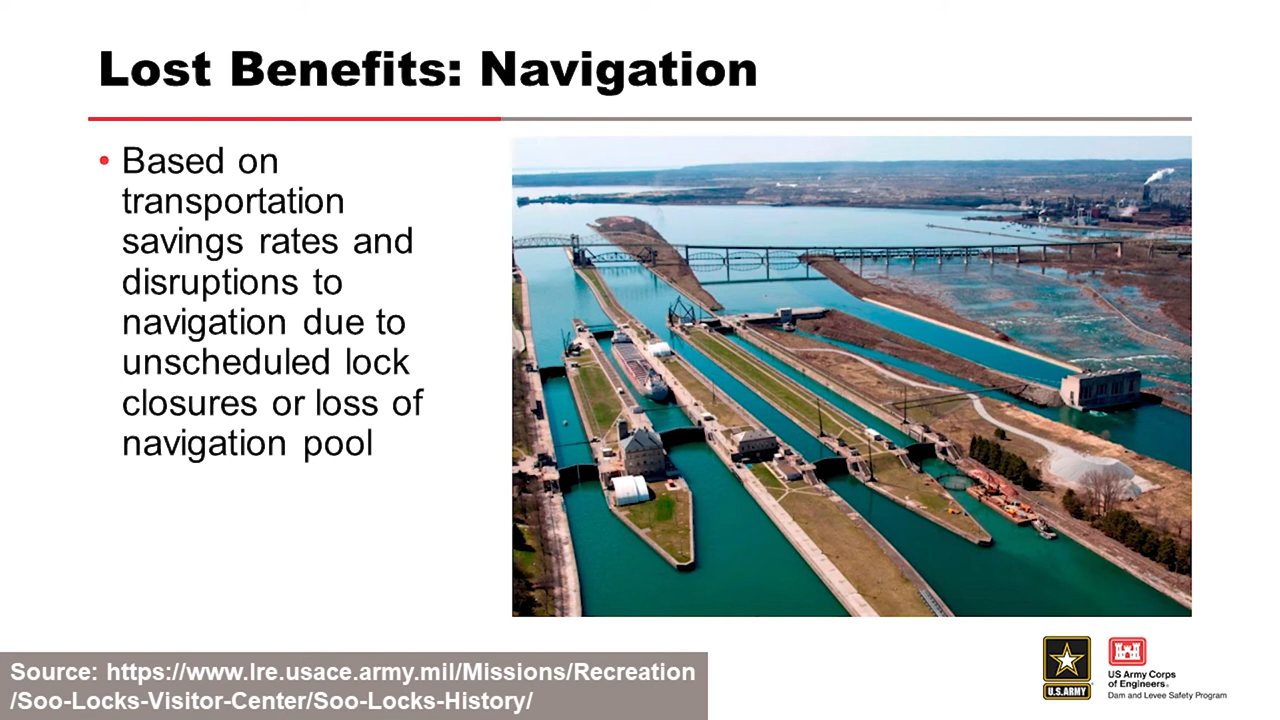 Lost Benefits: Navigation
• Based on
transportation
savings rates and
disruptions to
navigation due to
unscheduled lock
closures or loss of
navigation pool
Source: https://www.lre.usace.army.mil/Missions/Recreation
/Soo-Locks-Visitor-Center/Soo-Locks-History/
U.S.ARMY
US Army Corps
of Engineers®
Dam and Levee Safety Program